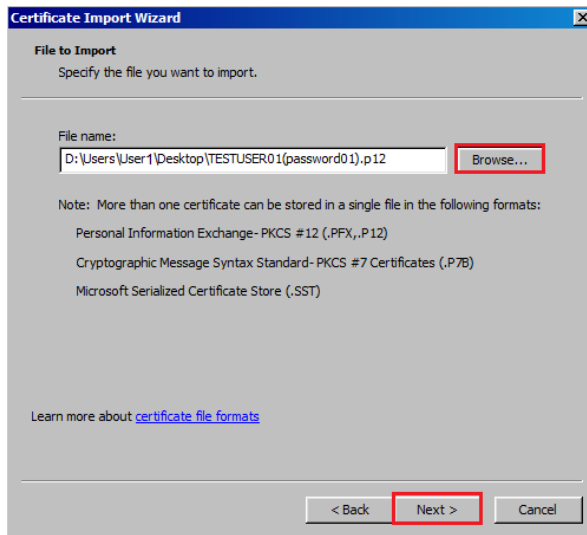 Certificate Import Wizard
File to Import
Specify the file you want to import.
File name:
D:\Users\User1\Desktop\TESTUSER01(password01).p12
Browse...
Note: More than one certificate can be stored in a single file in the following formats:
Personal Information Exchange- PKCS #12 (.PFX,.P12)
Cryptographic Message Syntax Standard- PKCS #7 Certificates (.P7B)
Microsoft Serialized Certificate Store (.SST)
Learn more about certificate file formats
< Back Next > Cancel